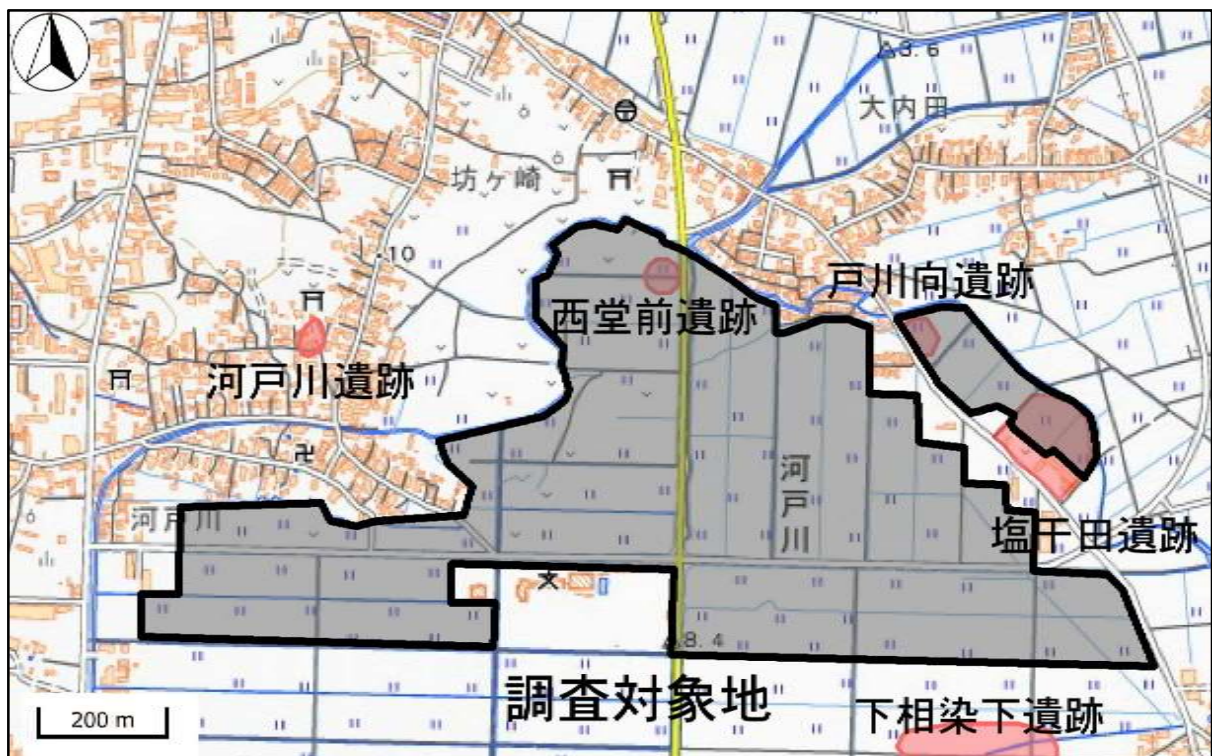 3.6
大内田
坊ヶ崎
10
戸川向遺跡
西堂前遺跡
河戸川遺跡
河戸川
河戸川
塩干田遺跡
8.4
調査対象地
下相染下遺跡
200 m